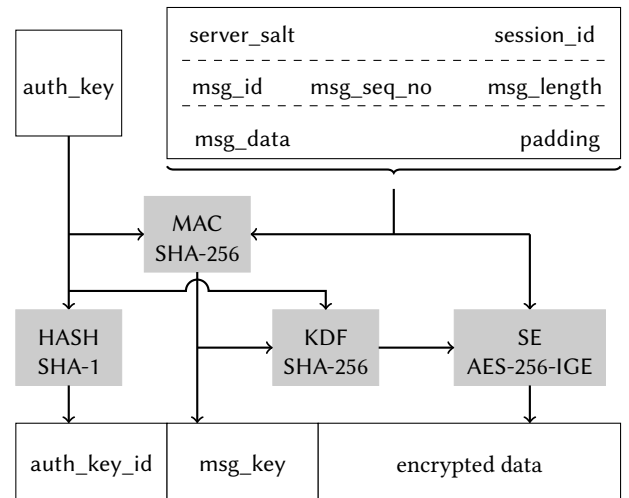 server_salt session_id
auth_key
msg_id msg_seq_no msg_length
msg_data padding
MAC
SHA-256
HASH
SHA-1
KDF
SHA-256
SE
AES-256-IGE
auth_key_id msg_key encrypted data